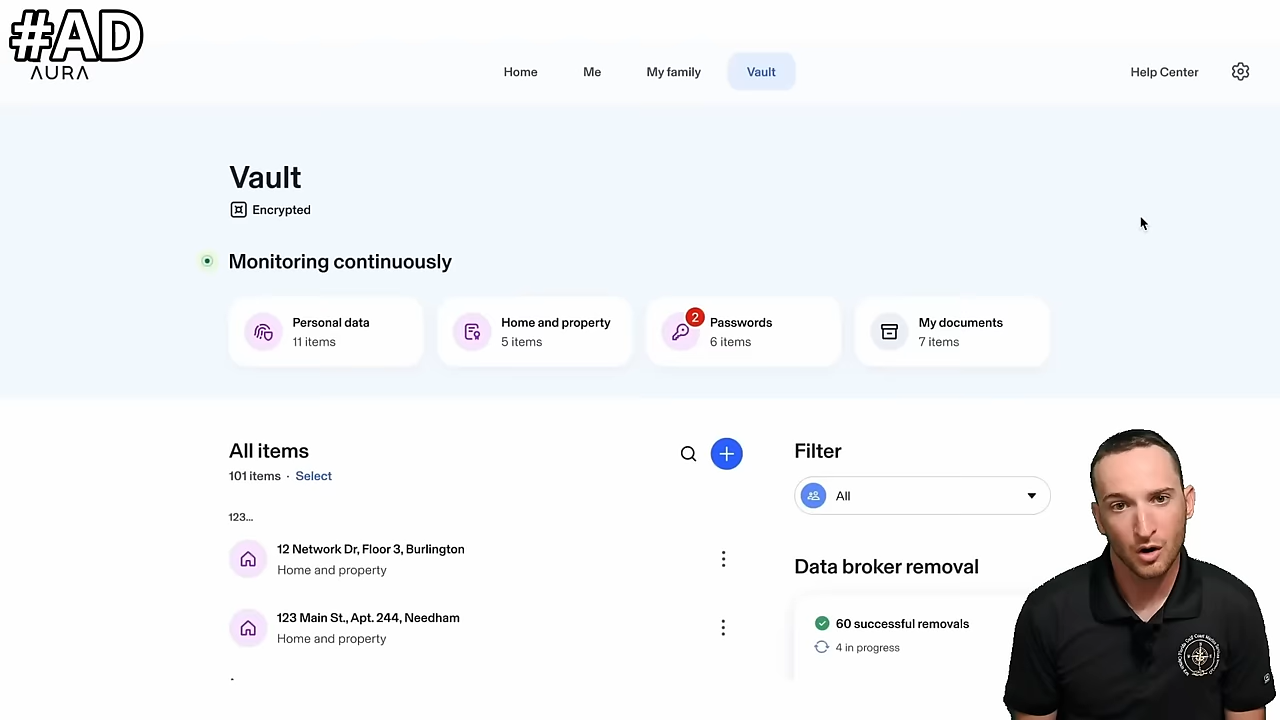 #AD
AURA
Home
Me
My family
Vault
Help Center
Vault
Encrypted
Monitoring continuously
Personal data
11 items
Home and property
5 items
2
Passwords
6 items
My documents
7 items
All items
101 items · Select
123...
12 Network Dr, Floor 3, Burlington
Home and property
123 Main St., Apt. 244, Needham
Home and property
Filter
All
Data broker removal
60 successful removals
4 in progress